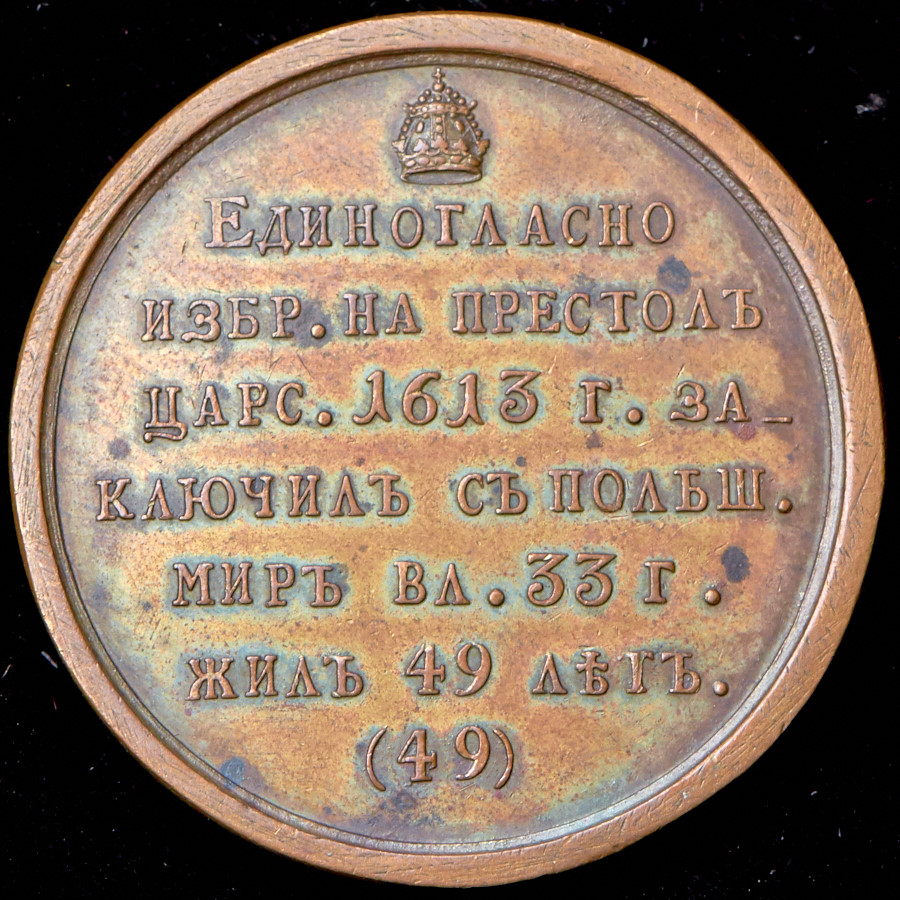 ЕДИНОГЛАСНО
ИЗБР. НА ПРЕСТОЛЪ
ЦАРС. 1613 Г. ЗА_
КЛЮЧИЛЪ СЪ ПОЛЬШ.
МИРЪ ВЛ. 33 Г.
ЖИЛЪ 49 ЛѢТЪ.
(49)